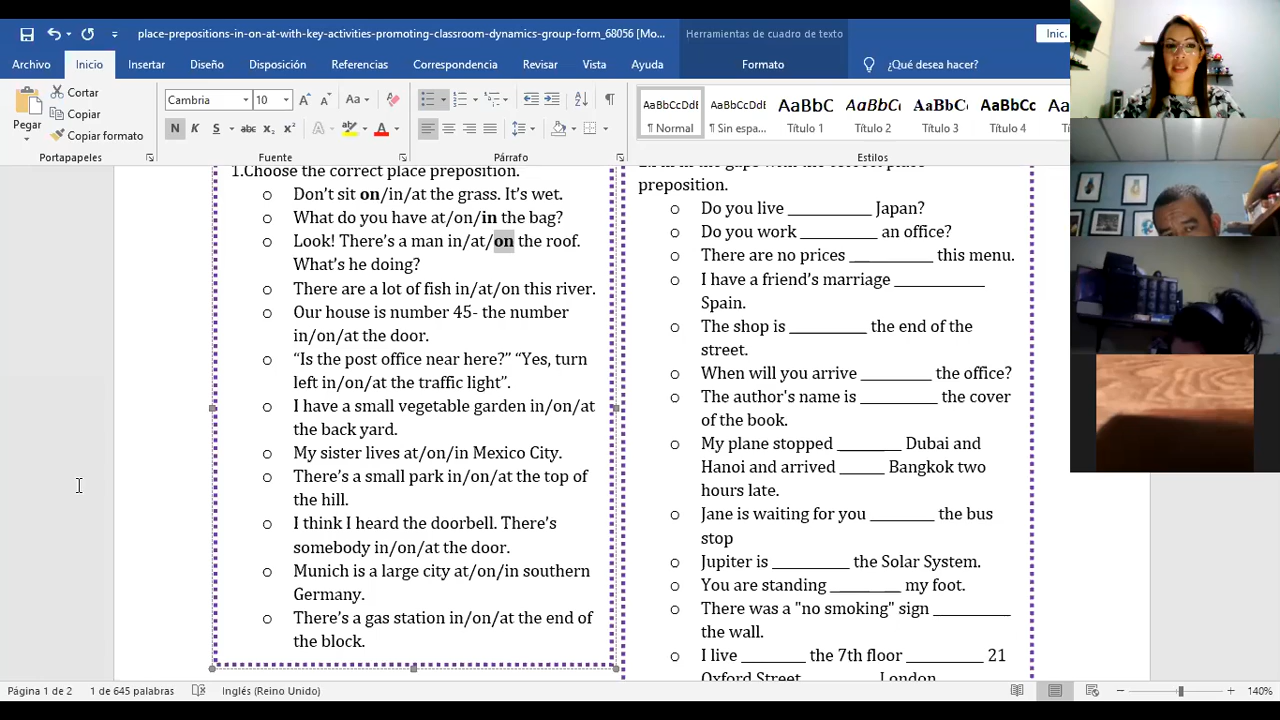 place-prepositions-in-on-at-with-key-activities-promoting-classroom-dynamics-group-form_68056 [Mo...
Herramientas de cuadro de texto
Inic.
Archivo
Inicio
Insertar
Diseño
Disposición
Referencias
Correspondencia
Revisar
Vista
Ayuda
Formato
¿Qué desea hacer?
Pegar
Cortar
Copiar
Copiar formato
Portapapeles
Cambria
10
Fuente
Párrafo
AaBbCcDdE
¶ Normal
AaBbCcDdE
¶ Sin espa...
AaBbC
Título 1
AaBbCc
Título 2
AaBbCc
Título 3
AaBbCc
Título 4
Estilos
1.Choose the correct place preposition.
Don't sit on/in/at the grass. It's wet.
What do you have at/on/in the bag?
Look! There's a man in/at/on the roof.
What's he doing?
There are a lot of fish in/at/on this river.
Our house is number 45- the number
in/on/at the door.
“Is the post office near here?” “Yes, turn
left in/on/at the traffic light”.
I have a small vegetable garden in/on/at
the back yard.
My sister lives at/on/in Mexico City.
There's a small park in/on/at the top of
the hill.
I think I heard the doorbell. There's
somebody in/on/at the door.
Munich is a large city at/on/in southern
Germany.
There's a gas station in/on/at the end of
the block.
preposition.
Do you live __________ Japan?
Do you work _________ an office?
There are no prices __________ this menu.
I have a friend's marriage ___________
Spain.
The shop is _________ the end of the
street.
When will you arrive ________ the office?
The author's name is _________ the cover
of the book.
My plane stopped _______ Dubai and
Hanoi and arrived _____ Bangkok two
hours late.
Jane is waiting for you _______ the bus
stop
Jupiter is _________ the Solar System.
You are standing ________ my foot.
There was a "no smoking" sign _________
the wall.
I live _______ the 7th floor _________ 21
Oxford Street London.
Página 1 de 2
1 de 645 palabras
Inglés (Reino Unido)
140%